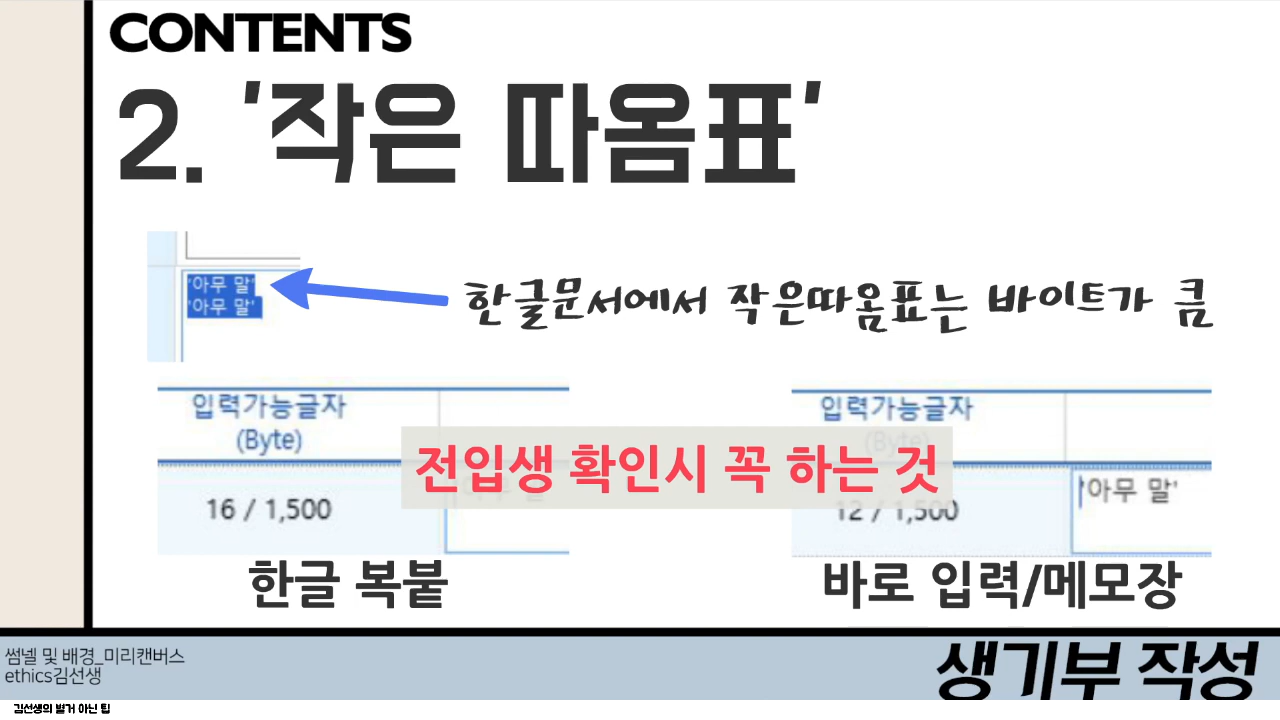 CONTENTS
2. '작은 따옴표'
'아무 말'
'아무 말'
한글문서에서 작은따옴표는 바이트가 큼
입력가능글자
(Byte)
16 / 1,500
입력가능글자
(Byte)
12 / 1,500
'아무 말'
전입생 확인시 꼭 하는 것
한글 복붙
바로 입력/메모장
썸넬 및 배경_미리캔버스
ethics김선생
생기부 작성
김선생의 별거 아닌 팁